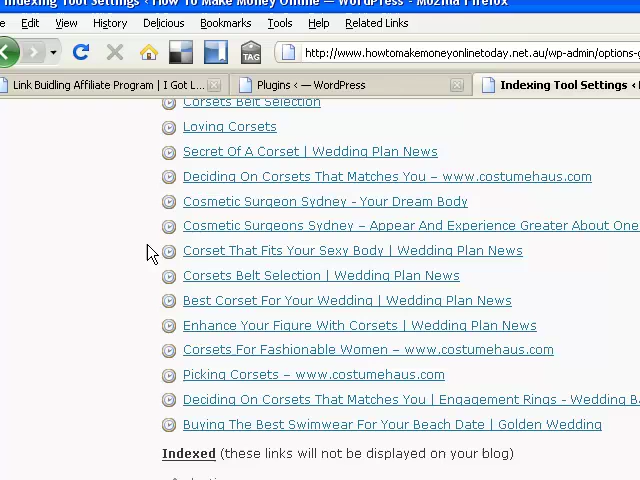 Indexing Tool Settings ‹ How To Make Money Online — WordPress - Mozilla Firefox
Edit View History Delicious Bookmarks Tools Help Related Links
TAG http://www.howtomakemoneyonlinetoday.net.au/wp-admin/options-g
Link Buidling Affiliate Program | I Got L... Plugins ‹ — WordPress Indexing Tool Settings ‹
Corsets Belt Selection
Loving Corsets
Secret Of A Corset | Wedding Plan News
Deciding On Corsets That Matches You – www.costumehaus.com
Cosmetic Surgeon Sydney - Your Dream Body
Cosmetic Surgeons Sydney – Appear And Experience Greater About One
Corset That Fits Your Sexy Body | Wedding Plan News
Corsets Belt Selection | Wedding Plan News
Best Corset For Your Wedding | Wedding Plan News
Enhance Your Figure With Corsets | Wedding Plan News
Corsets For Fashionable Women – www.costumehaus.com
Picking Corsets – www.costumehaus.com
Deciding On Corsets That Matches You | Engagement Rings - Wedding B
Buying The Best Swimwear For Your Beach Date | Golden Wedding
Indexed (these links will not be displayed on your blog)